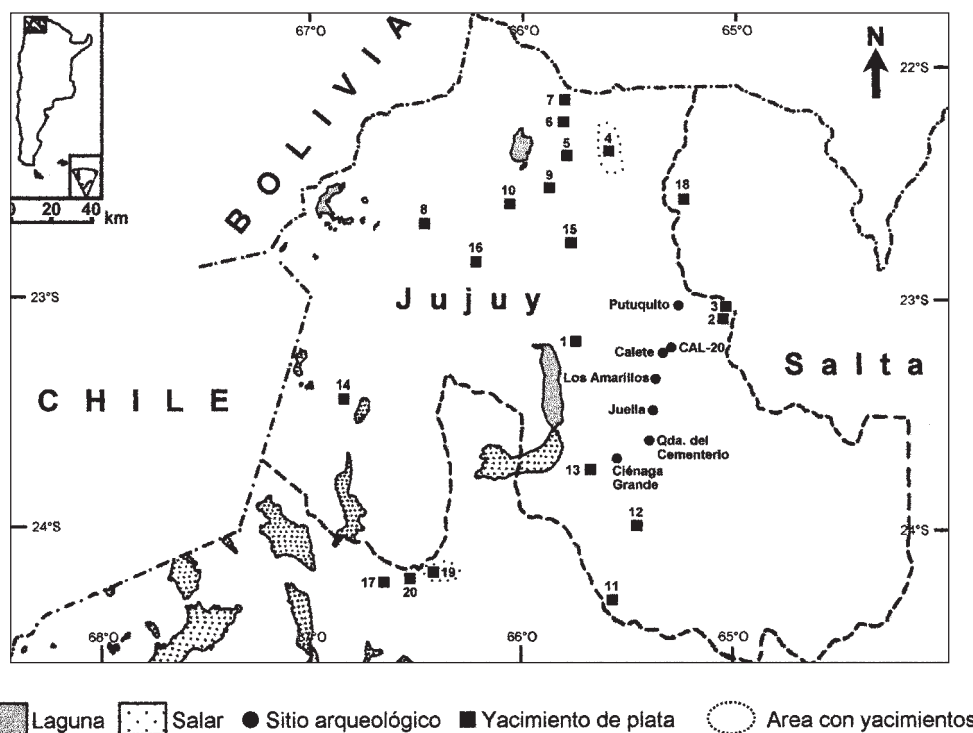 67°O
66°O
65°O
N
22°S
BOLIVIA
7
6
5
4
9
10
18
8
15
16
0 20 40
km
23°S
Jujuy
Putuquito
3
2
23°S
1
Calete
CAL-20
Los Amarillos
Salta
CHILE
14
Juella
Qda. del
Cementerio
13
Ciénaga
Grande
24°S
12
24°S
17
20
19
11
68°O
67°O
66°O
65°O
Laguna Salar Sitio arqueológico Yacimiento de plata Area con yacimientos